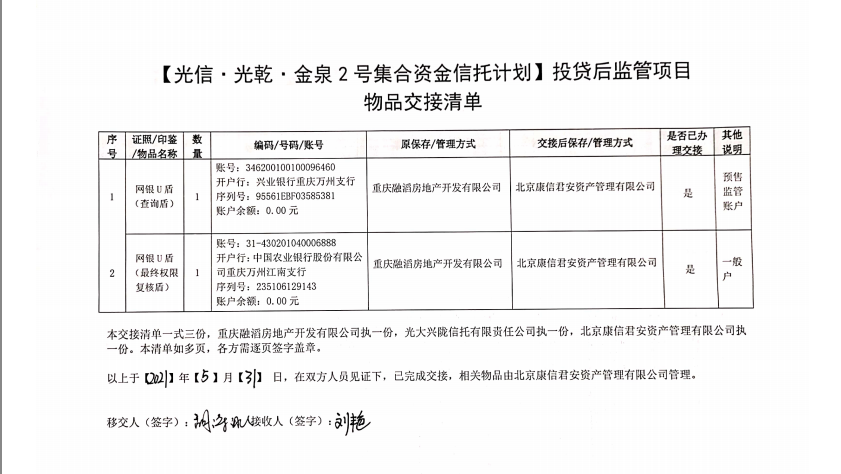 【光信·光乾·金泉2号集合资金信托计划】投贷后监管项目
物品交接清单
序号 证照/印鉴/物品名称 数量 编码/号码/账号 原保存/管理方式 交接后保存/管理方式 是否已办理交接 其他说明
1 网银U盾（查询盾） 1 账号：346200100100096460 重庆融滔房地产开发有限公司 北京康信君安资产管理有限公司 是 预售监管账户
开户行：兴业银行重庆万州支行
序列号：95561EBF03585381
账户余额：0.00 元
2 网银U盾（最终权限复核盾） 1 账号：31-430201040006888 重庆融滔房地产开发有限公司 北京康信君安资产管理有限公司 是 一般户
开户行：中国农业银行股份有限公
司重庆万州江南支行
序列号：235106129143
账户余额：0.00 元
本交接清单一式三份，重庆融滔房地产开发有限公司执一份，光大兴陇信托有限责任公司执一份，北京康信君安资产管理有限公司执
一份。本清单如多页，各方需逐页签字盖章。
以上于【2021】年【5】月【31】 日，在双方人员见证下，已完成交接，相关物品由北京康信君安资产管理有限公司管理。
移交人（签字）： 接收人（签字）：刘艳